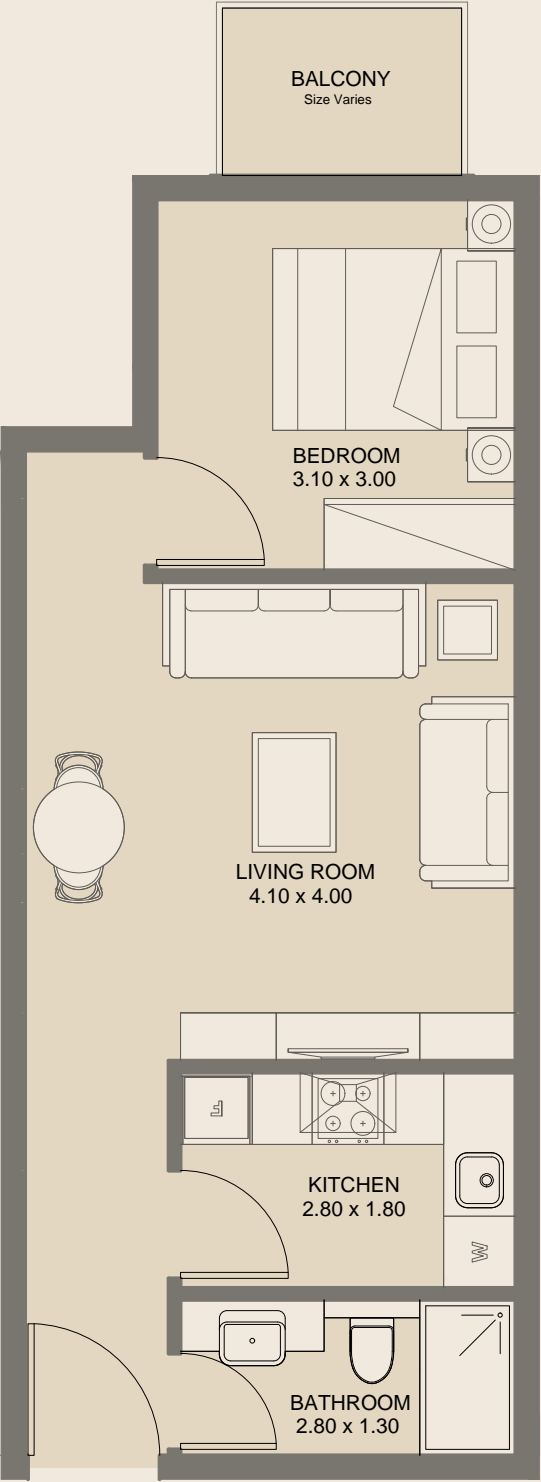 BALCONY
Size Varies
BEDROOM
3.10 x 3.00
LIVING ROOM
4.10 x 4.00
F
KITCHEN
2.80 x 1.80
W
BATHROOM
2.80 x 1.30